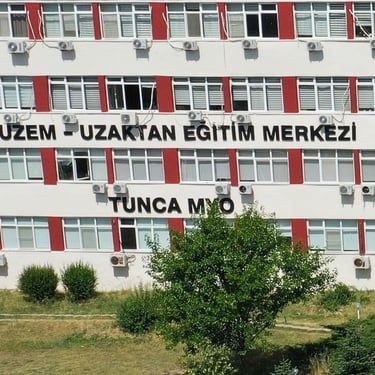 UZEM - UZAKTAN EĞİTİM MERKEZİ
TUNCA MYO